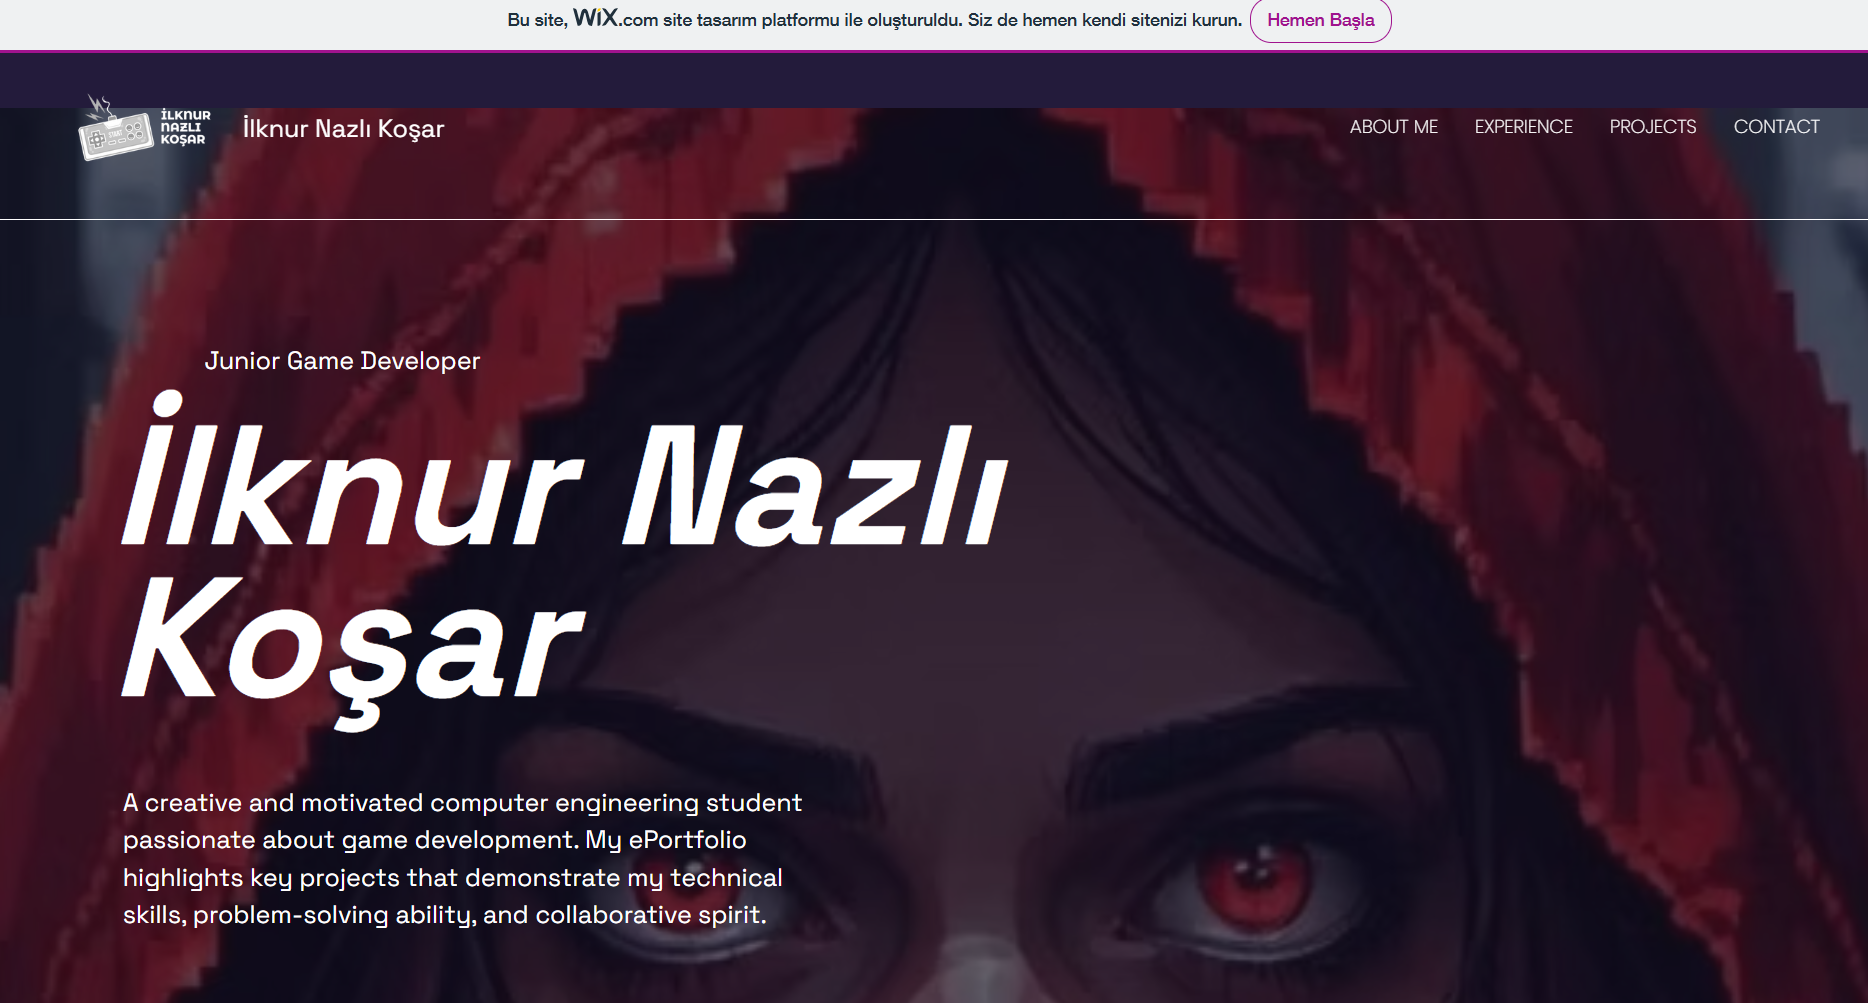 Bu site, WiX.com site tasarım platformu ile oluşturuldu. Siz de hemen kendi sitenizi kurun. Hemen Başla
İLKNUR
NAZLI
KOŞAR
START
İlknur Nazlı Koşar
ABOUT ME EXPERIENCE PROJECTS CONTACT
Junior Game Developer
İlknur Nazlı
Koşar
A creative and motivated computer engineering student
passionate about game development. My ePortfolio
highlights key projects that demonstrate my technical
skills, problem-solving ability, and collaborative spirit.